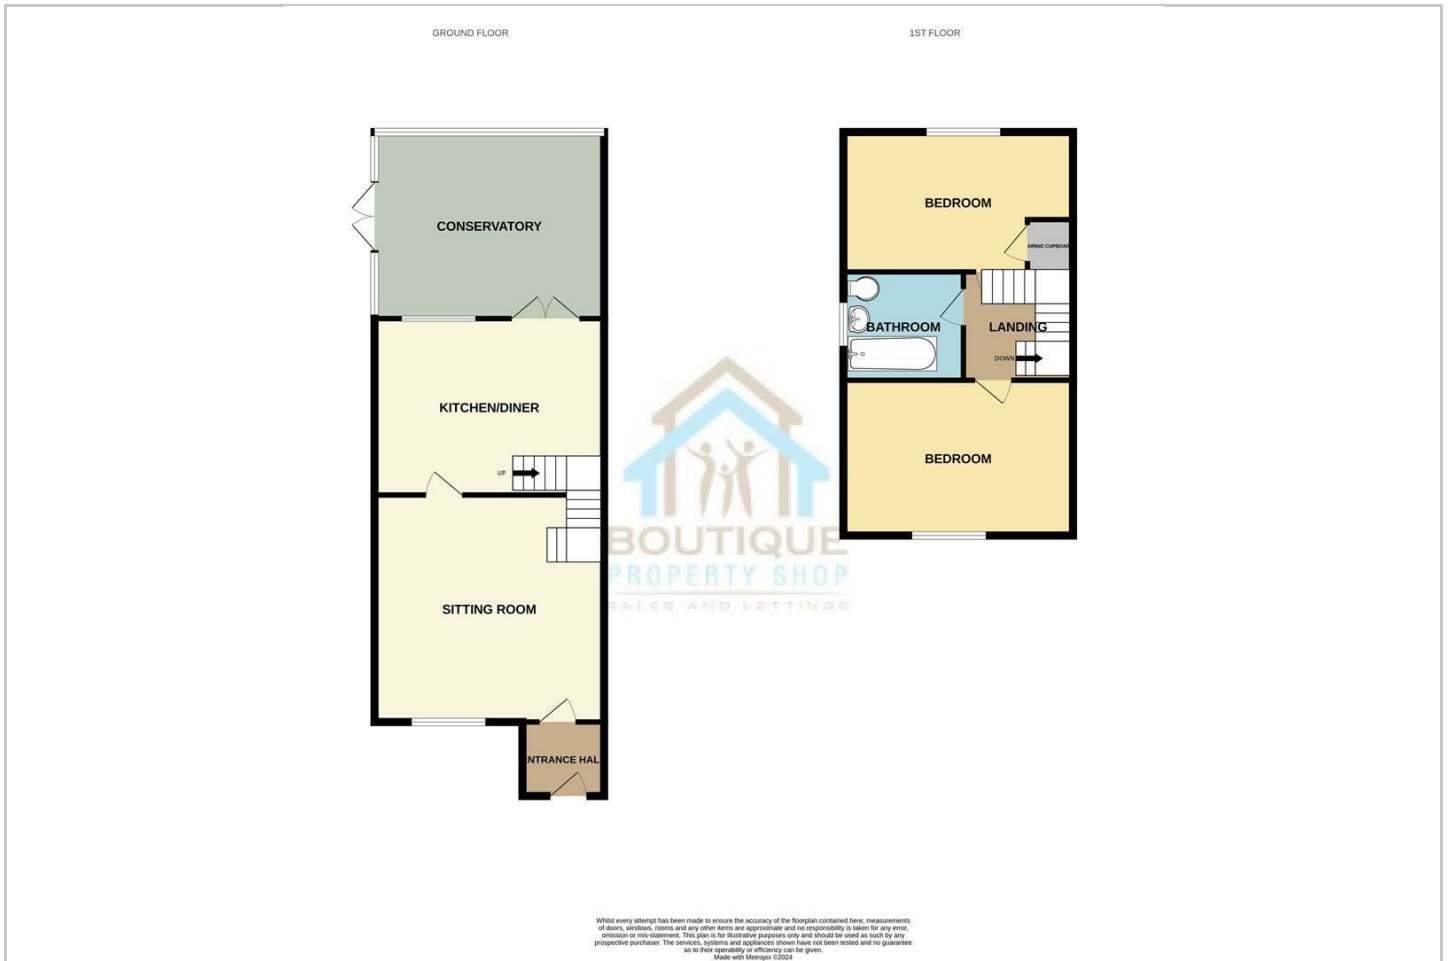 GROUND FLOOR
1ST FLOOR
CONSERVATORY
KITCHEN/DINER
UP
SITTING ROOM
NTRANCE HAL
BEDROOM
AIRING CUPBOAR
BATHROOM
LANDING
DOWN
BEDROOM
BOUTIQUE
PROPERTY SHOP
SALES AND LETTINGS
Whilst every attempt has been made to ensure the accuracy of the floorplan contained here, measurements
of doors, windows, rooms and any other items are approximate and no responsibility is taken for any error,
omission or mis-statement. This plan is for illustrative purposes only and should be used as such by any
prospective purchaser. The services, systems and appliances shown have not been tested and no guarantee
as to their operability or efficiency can be given.
Made with Metropix ©2024